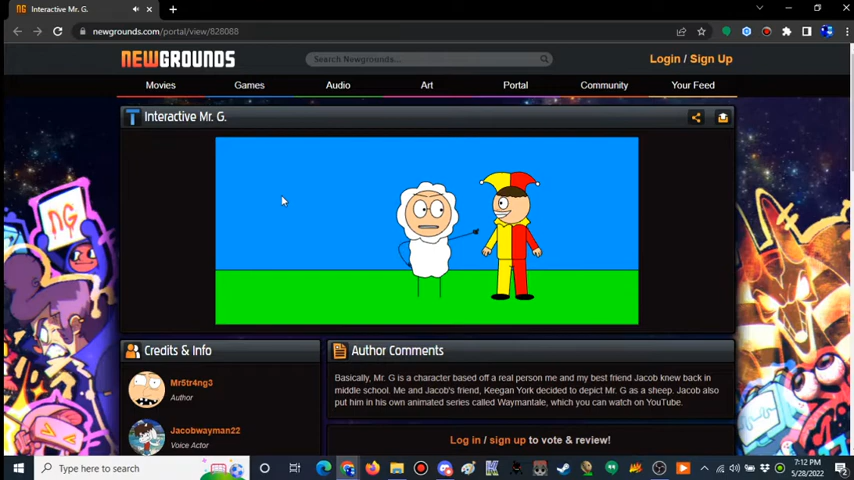 Interactive Mr. G.
newgrounds.com/portal/view/828088
NEWGROUNDS
Search Newgrounds...
Login / Sign Up
Movies
Games
Audio
Art
Portal
Community
Your Feed
Interactive Mr. G.
NG
Credits & Info
Mr5tr4ng3
Author
Jacobwayman22
Voice Actor
Author Comments
Basically, Mr. G is a character based off a real person me and my best friend Jacob knew back in
middle school. Me and Jacob's friend, Keegan York decided to depict Mr. G as a sheep. Jacob also
put him in his own animated series called Waymantale, which you can watch on YouTube.
Log in / sign up to vote & review!
Type here to search
7:12 PM
5/28/2022